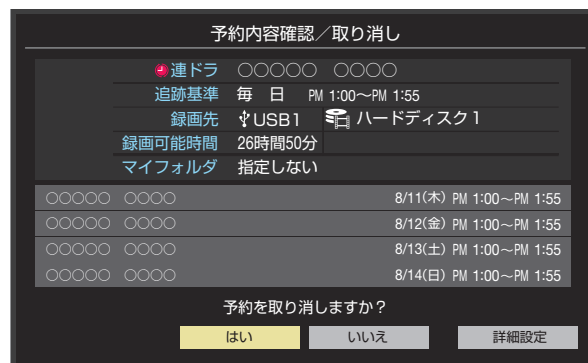 予約内容確認／取り消し
連ドラ ○○○○○ ○○○○
追跡基準 毎 日 PM 1:00～PM 1:55
録画先 USB1 ハードディスク1
録画可能時間 26時間50分
マイフォルダ 指定しない
○○○○○ ○○○○ 8/11(木) PM 1:00～PM 1:55
○○○○○ ○○○○ 8/12(金) PM 1:00～PM 1:55
○○○○○ ○○○○ 8/13(土) PM 1:00～PM 1:55
○○○○○ ○○○○ 8/14(日) PM 1:00～PM 1:55
予約を取り消しますか？
はい いいえ 詳細設定